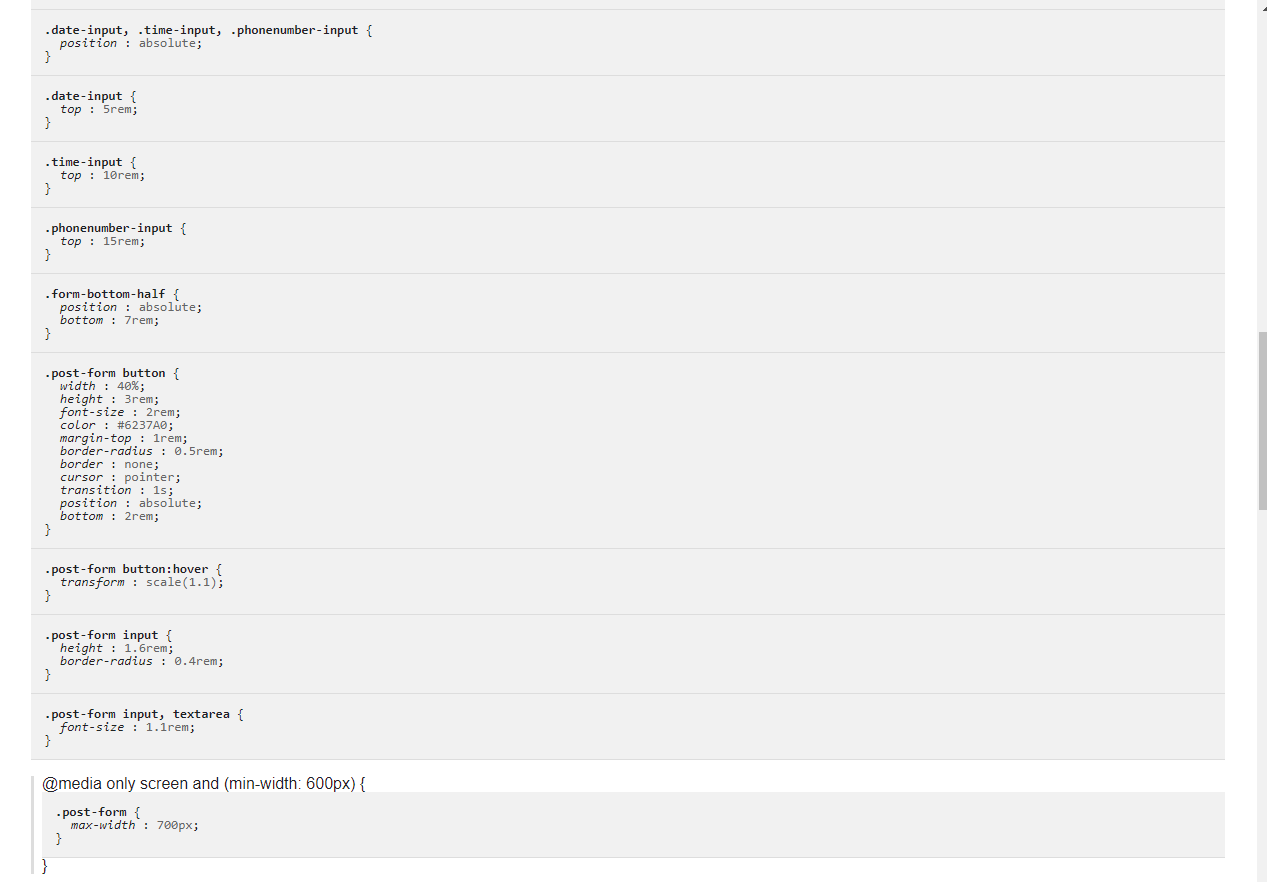 .date-input, .time-input, .phonenumber-input {
position : absolute;
}
.date-input {
top : 5rem;
}
.time-input {
top : 10rem;
}
.phonenumber-input {
top : 15rem;
}
.form-bottom-half {
position : absolute;
bottom : 7rem;
}
.post-form button {
width : 40%;
height : 3rem;
font-size : 2rem;
color : #6237A0;
margin-top : 1rem;
border-radius : 0.5rem;
border : none;
cursor : pointer;
transition : 1s;
position : absolute;
bottom : 2rem;
}
.post-form button:hover {
transform : scale(1.1);
}
.post-form input {
height : 1.6rem;
border-radius : 0.4rem;
}
.post-form input, textarea {
font-size : 1.1rem;
}
@media only screen and (min-width: 600px) {
.post-form {
max-width : 700px;
}
}